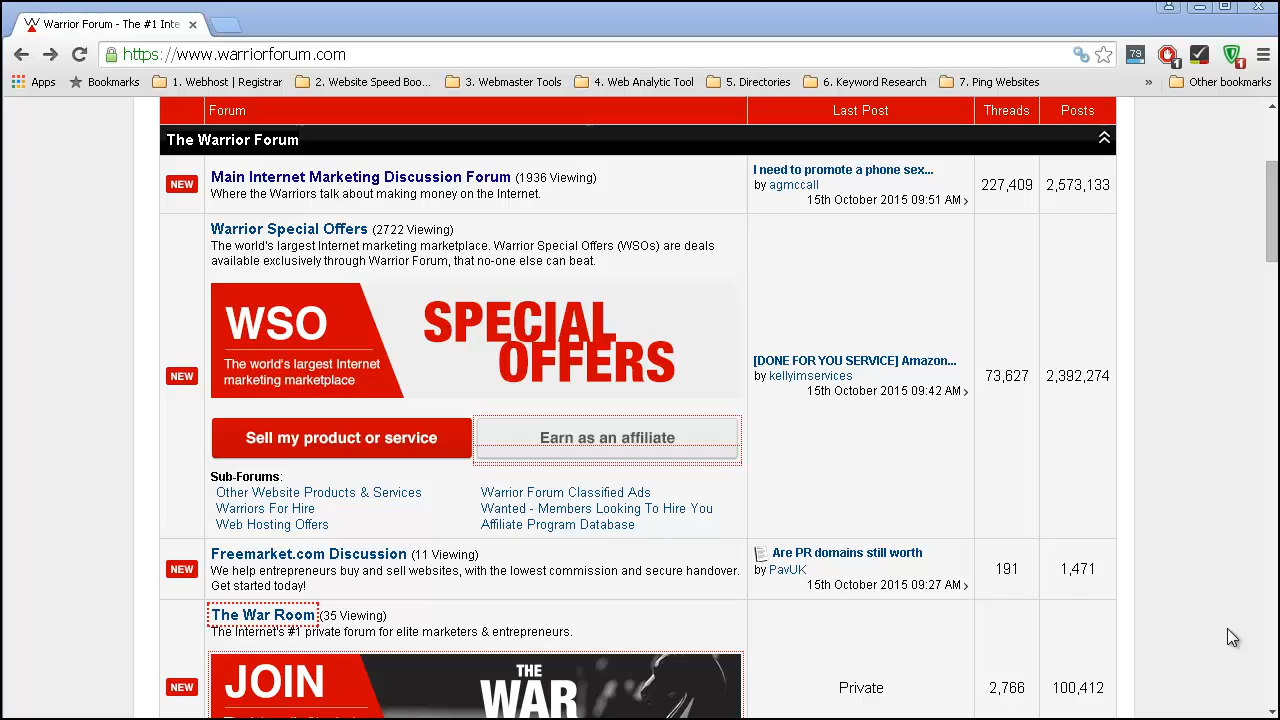 Warrior Forum - The #1 Inte
https://www.warriorforum.com
79
1
1
Apps
Bookmarks
1. Webhost | Registrar
2. Website Speed Boo...
3. Webmaster Tools
4. Web Analytic Tool
5. Directories
6. Keyword Research
7. Ping Websites
»
Other bookmarks
Forum
Last Post
Threads
Posts
The Warrior Forum
NEW
Main Internet Marketing Discussion Forum (1936 Viewing)
Where the Warriors talk about making money on the Internet.
I need to promote a phone sex...
by agmccall
15th October 2015 09:51 AM
227,409
2,573,133
NEW
Warrior Special Offers (2722 Viewing)
The world's largest Internet marketing marketplace. Warrior Special Offers (WSOs) are deals
available exclusively through Warrior Forum, that no-one else can beat.
WSO
The world's largest Internet
marketing marketplace
SPECIAL
OFFERS
Sell my product or service
Earn as an affiliate
Sub-Forums:
Other Website Products & Services
Warrior Forum Classified Ads
Warriors For Hire
Wanted - Members Looking To Hire You
Web Hosting Offers
Affiliate Program Database
[DONE FOR YOU SERVICE] Amazon...
by kellyimservices
15th October 2015 09:42 AM
73,627
2,392,274
NEW
Freemarket.com Discussion (11 Viewing)
We help entrepreneurs buy and sell websites, with the lowest commission and secure handover.
Get started today!
Are PR domains still worth
by PavUK
15th October 2015 09:27 AM
191
1,471
NEW
The War Room (35 Viewing)
The Internet's #1 private forum for elite marketers & entrepreneurs.
JOIN
THE
WAR
Private
2,766
100,412